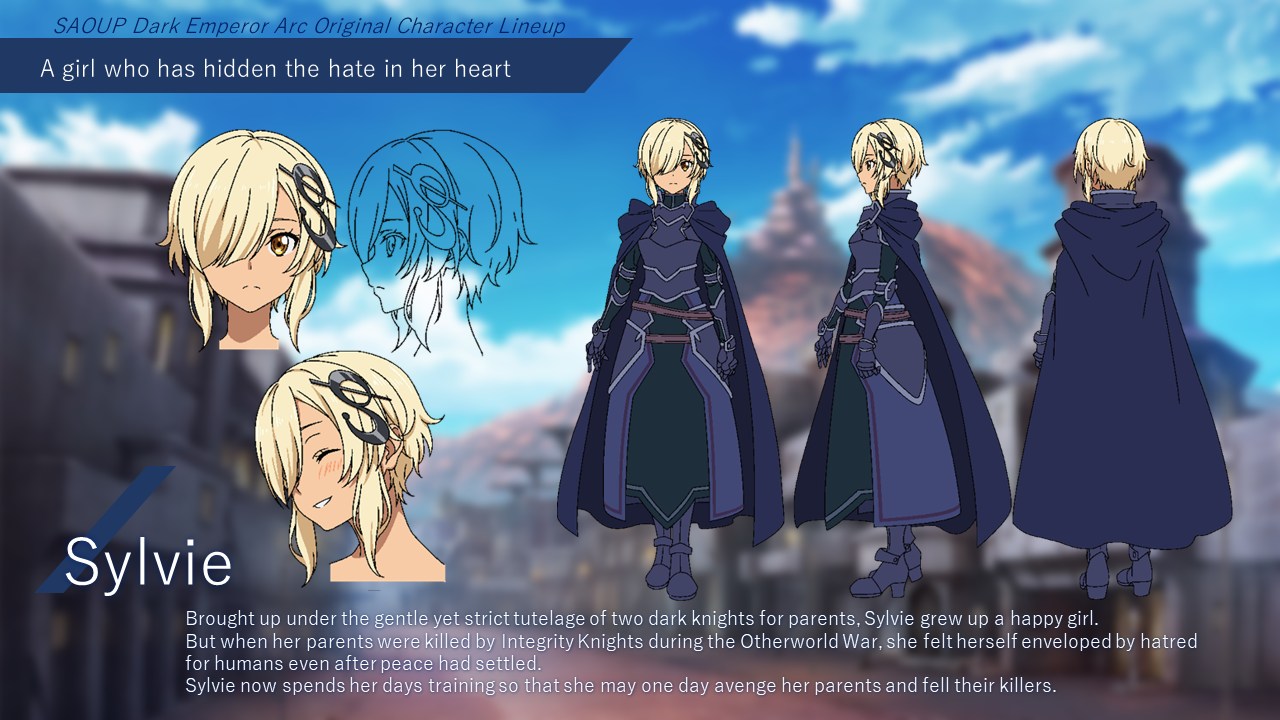 SAOUP Dark Emperor Arc Original Character Lineup
A girl who has hidden the hate in her heart
Sylvie
Brought up under the gentle yet strict tutelage of two dark knights for parents, Sylvie grew up a happy girl.
But when her parents were killed by Integrity Knights during the Otherworld War, she felt herself enveloped by hatred
for humans even after peace had settled.
Sylvie now spends her days training so that she may one day avenge her parents and fell their killers.